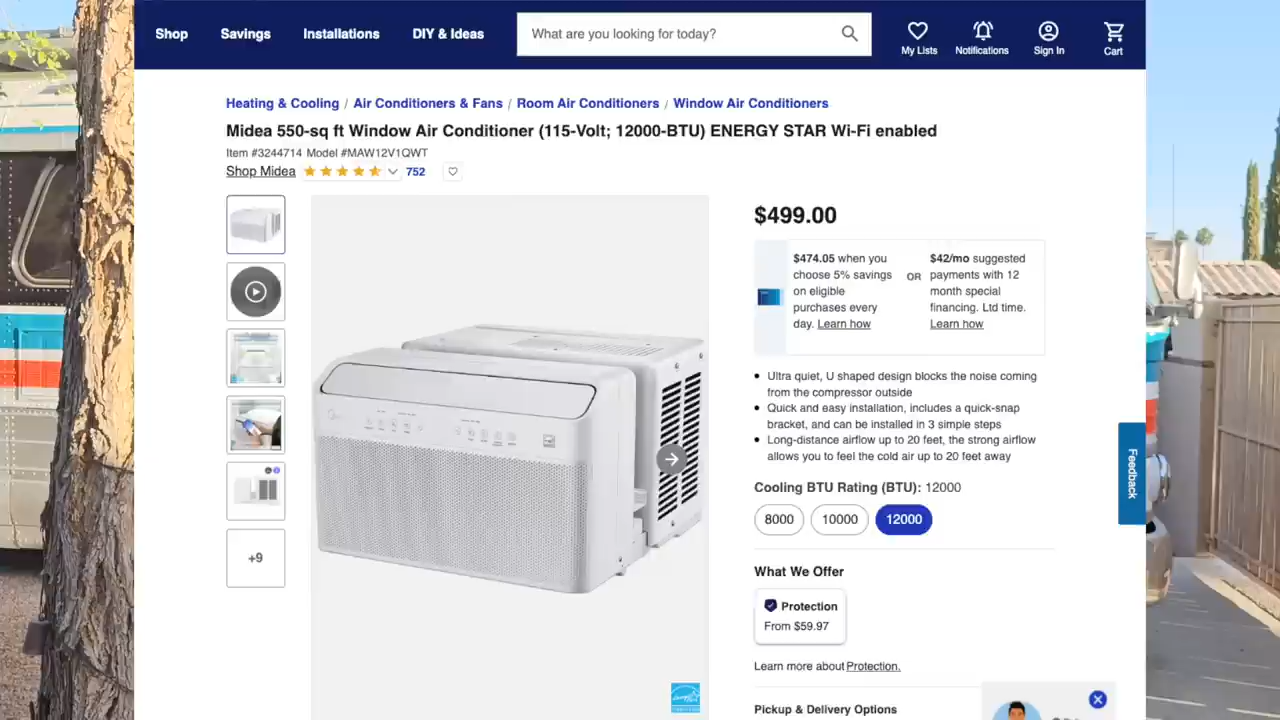 Shop Savings Installations DIY & Ideas What are you looking for today? My Lists Notifications Sign In Cart
Heating & Cooling / Air Conditioners & Fans / Room Air Conditioners / Window Air Conditioners
Midea 550-sq ft Window Air Conditioner (115-Volt; 12000-BTU) ENERGY STAR Wi-Fi enabled
Item #3244714 Model #MAW12V1QWT
Shop Midea 752
+9
$499.00
$474.05 when you
choose 5% savings
on eligible
purchases every
day. Learn how
OR
$42/mo suggested
payments with 12
month special
financing. Ltd time.
Learn how
• Ultra quiet, U shaped design blocks the noise coming
from the compressor outside
• Quick and easy installation, includes a quick-snap
bracket, and can be installed in 3 simple steps
• Long-distance airflow up to 20 feet, the strong airflow
allows you to feel the cold air up to 20 feet away
Cooling BTU Rating (BTU): 12000
8000 10000 12000
What We Offer
Protection
From $59.97
Learn more about Protection.
Pickup & Delivery Options
Feedback